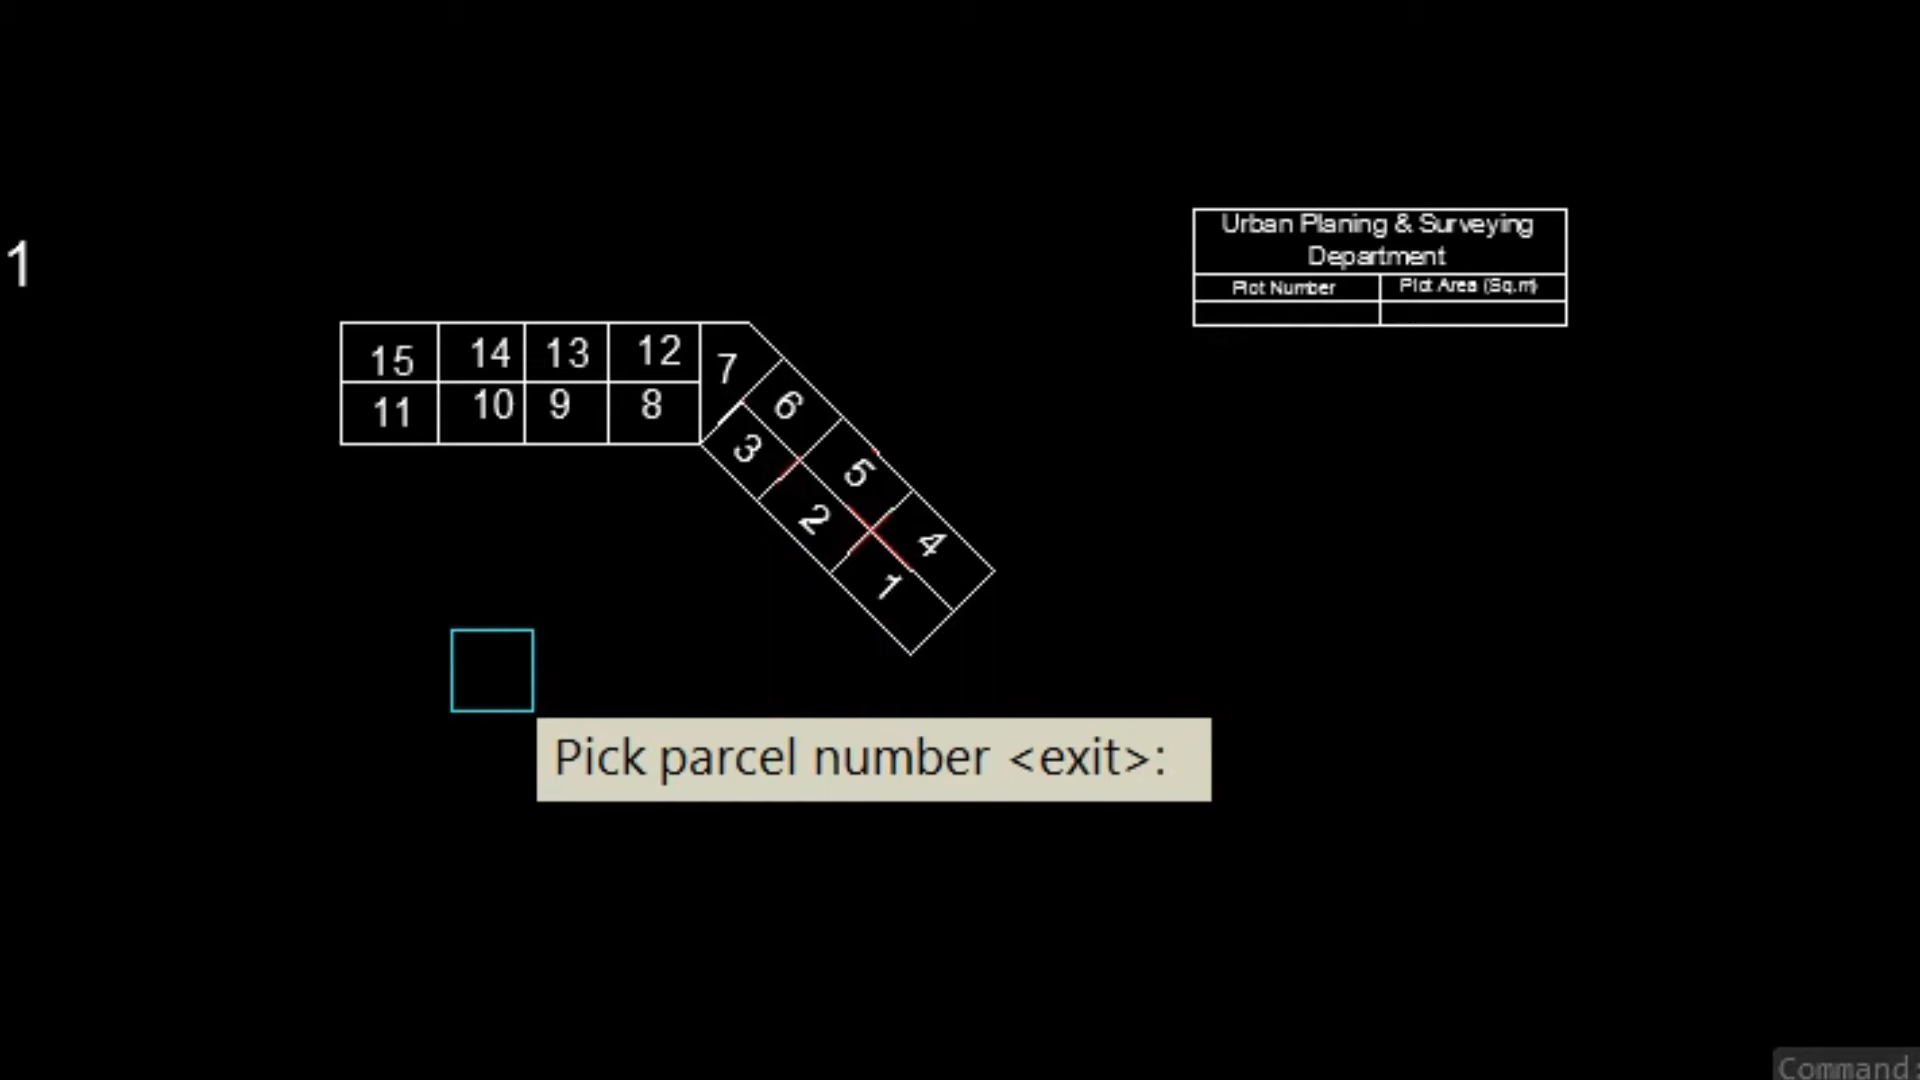 Urban Planing & Surveying
Department
Plot Number Plot Area (Sq.m)
1
15 14 13 12 7
11 10 9 8 6
3 5
2 4
1
Pick parcel number <exit>:
Command: